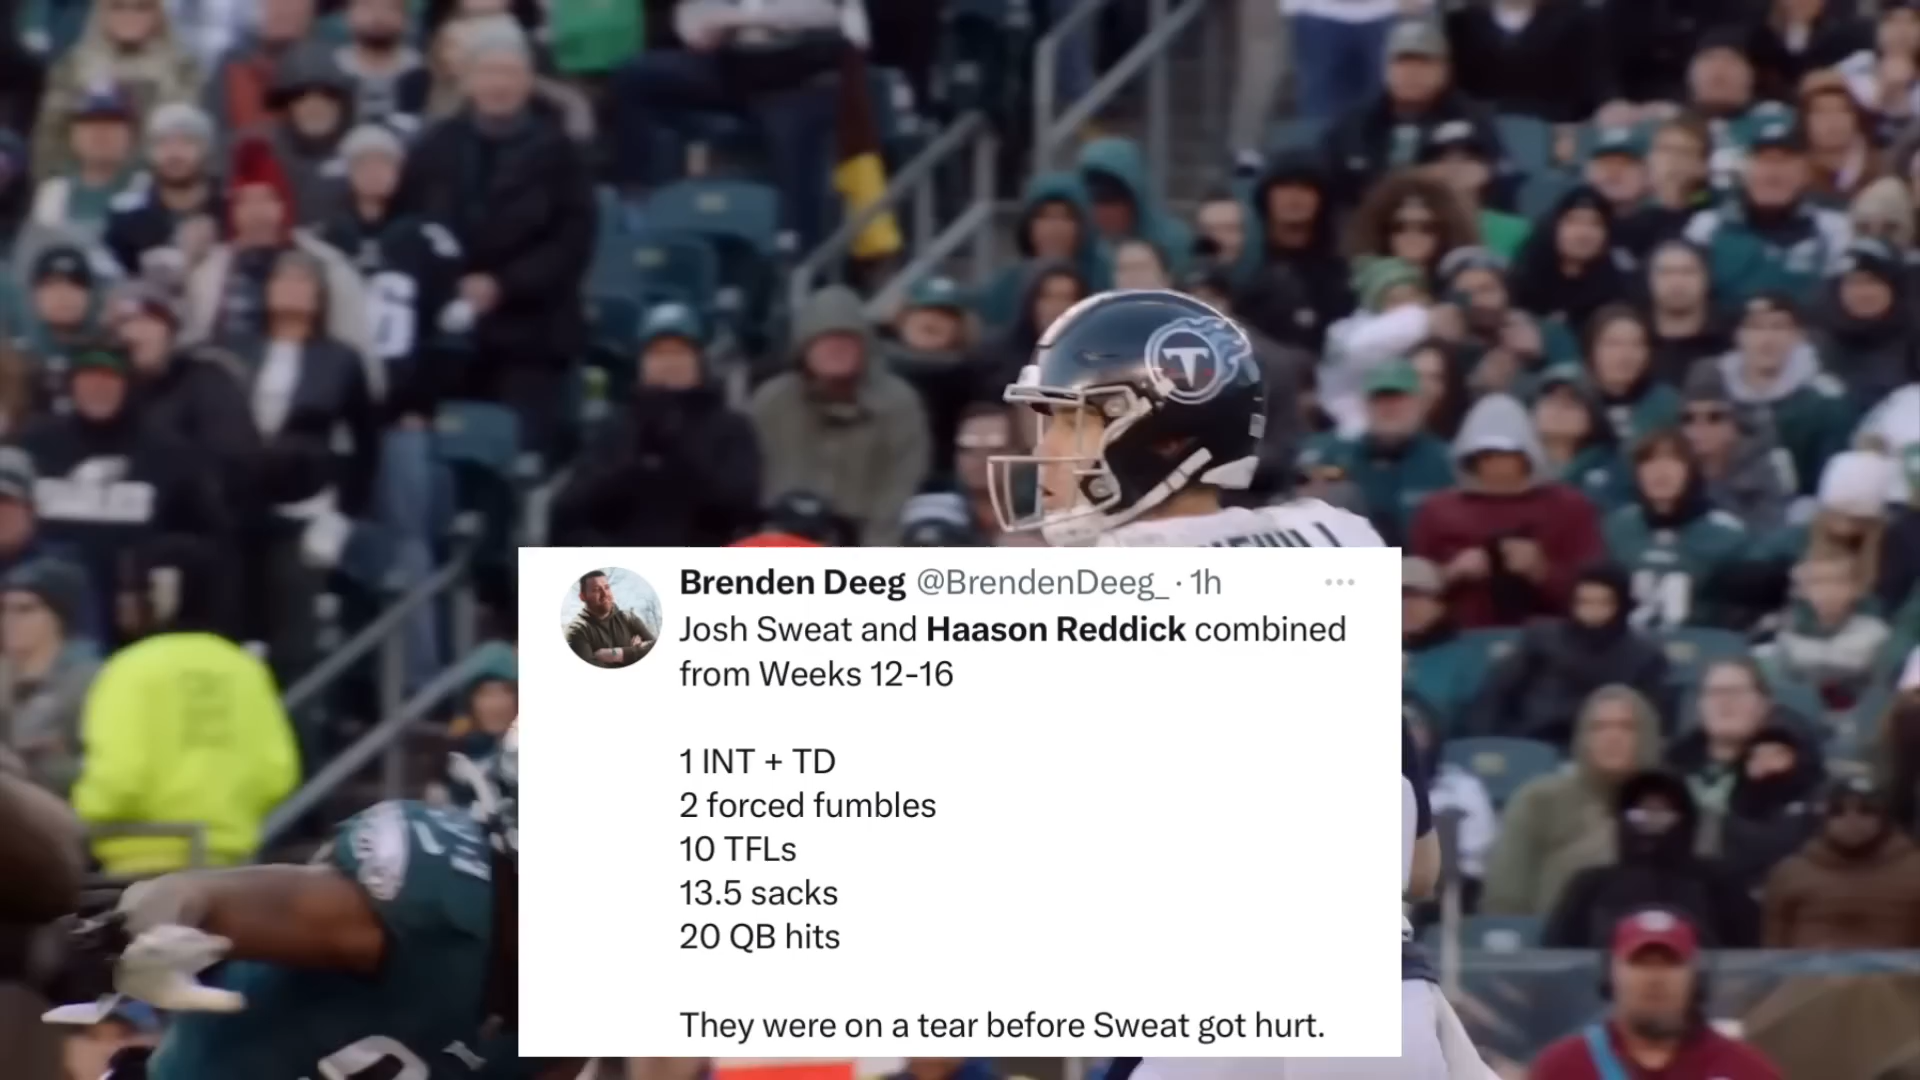 T
Brenden Deeg @BrendenDeeg_ · 1h
Josh Sweat and Haason Reddick combined
from Weeks 12-16
1 INT + TD
2 forced fumbles
10 TFLs
13.5 sacks
20 QB hits
They were on a tear before Sweat got hurt.